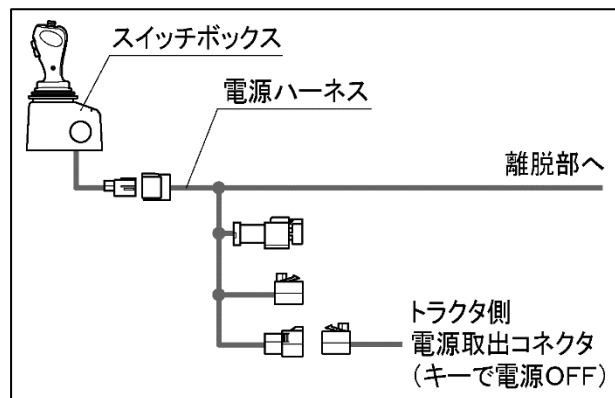 スイッチボックス
電源ハーネス
離脱部へ
トラクタ側
電源取出コネクタ
（キーで電源OFF）